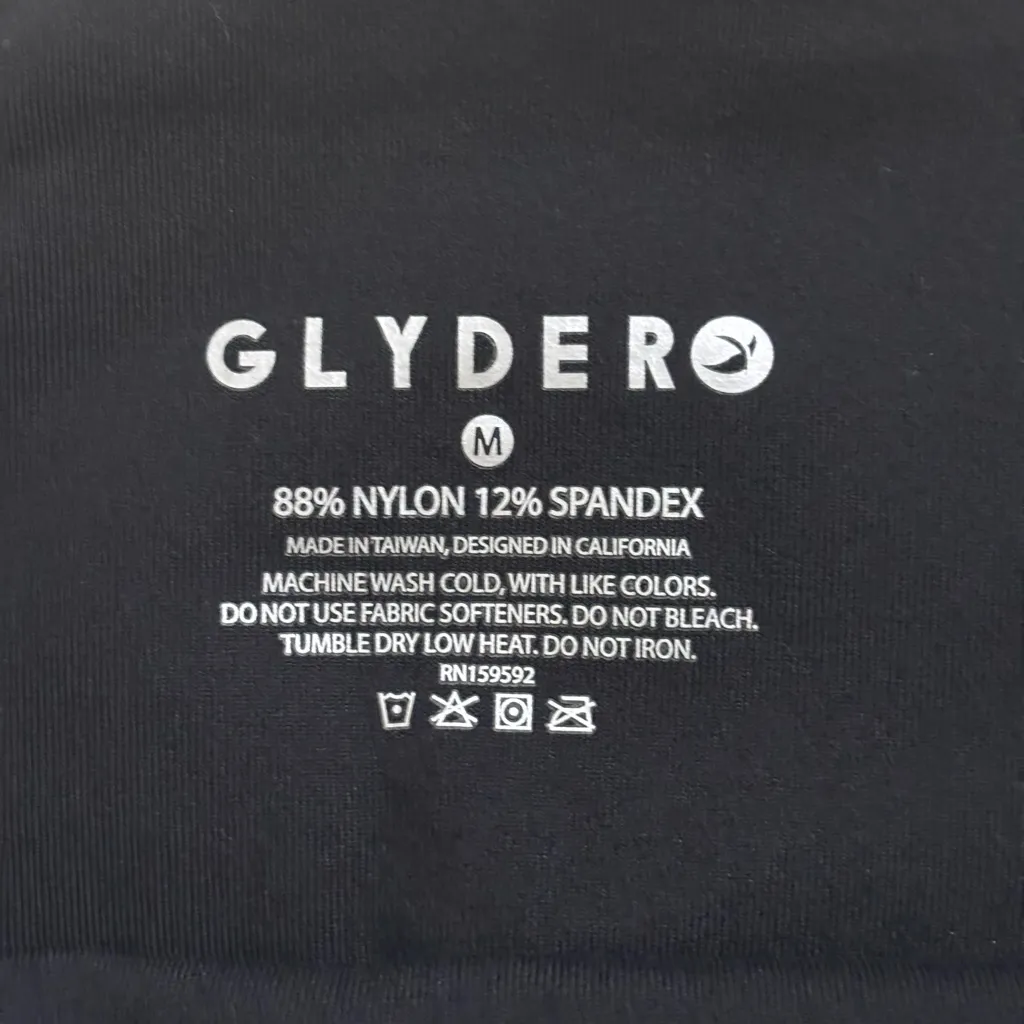 GLYDER
M
88% NYLON 12% SPANDEX
MADE IN TAIWAN, DESIGNED IN CALIFORNIA
MACHINE WASH COLD, WITH LIKE COLORS.
DO NOT USE FABRIC SOFTENERS. DO NOT BLEACH.
TUMBLE DRY LOW HEAT. DO NOT IRON.
RN159592